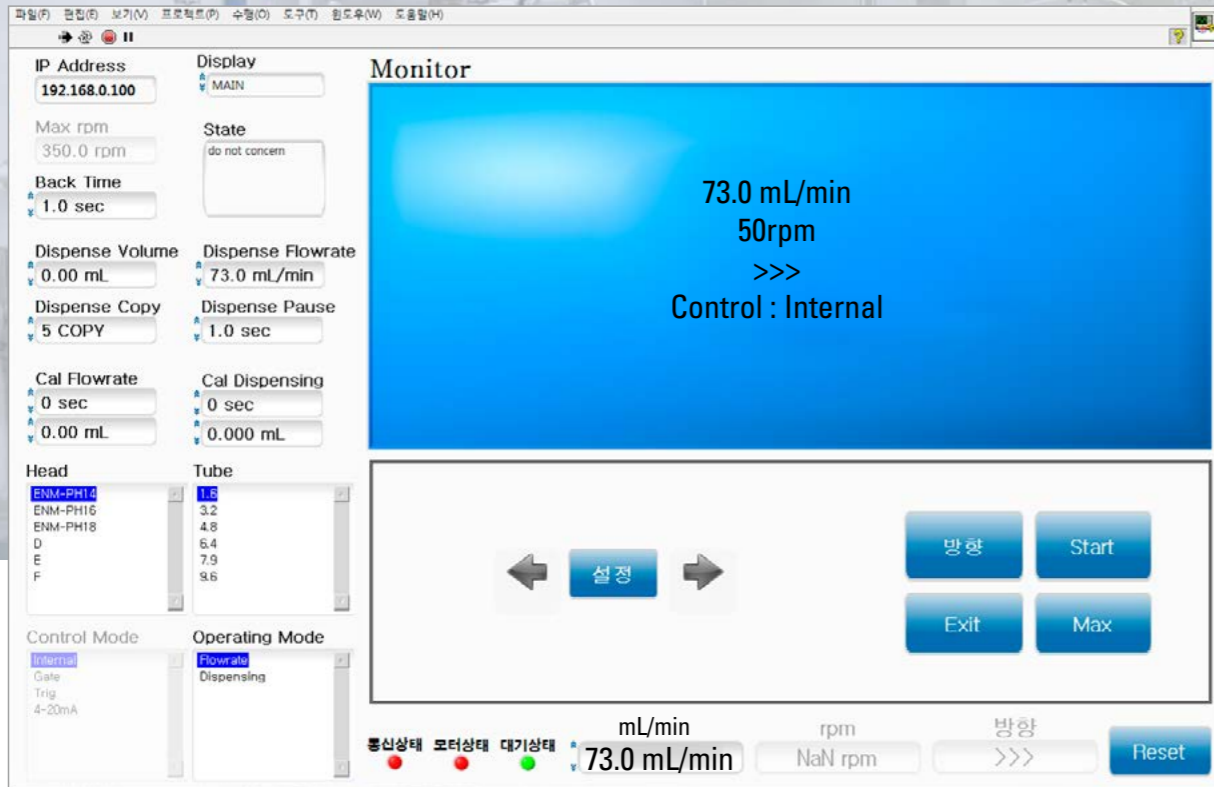 파일(F) 편집(E) 보기(V) 프로젝트(P) 수행(O) 도구(T) 윈도우(W) 도움말(H)
IP Address
192.168.0.100
Display
MAIN
Max rpm
350.0 rpm
State
do not concern
Back Time
1.0 sec
Dispense Volume
0.00 mL
Dispense Flowrate
73.0 mL/min
Dispense Copy
5 COPY
Dispense Pause
1.0 sec
Cal Flowrate
0 sec
0.00 mL
Cal Dispensing
0 sec
0.000 mL
Head
ENM-PH14
ENM-PH16
ENM-PH18
D
E
F
Tube
1.6
3.2
4.8
6.4
7.9
9.6
Control Mode
Internal
Gate
Trig
4-20mA
Operating Mode
Flowrate
Dispensing
Monitor
73.0 mL/min
50rpm
>>>
Control : Internal
설정
방향
Start
Exit
Max
통신상태 모터상태 대기상태
mL/min
73.0 mL/min
rpm
NaN rpm
방향
>>>
Reset